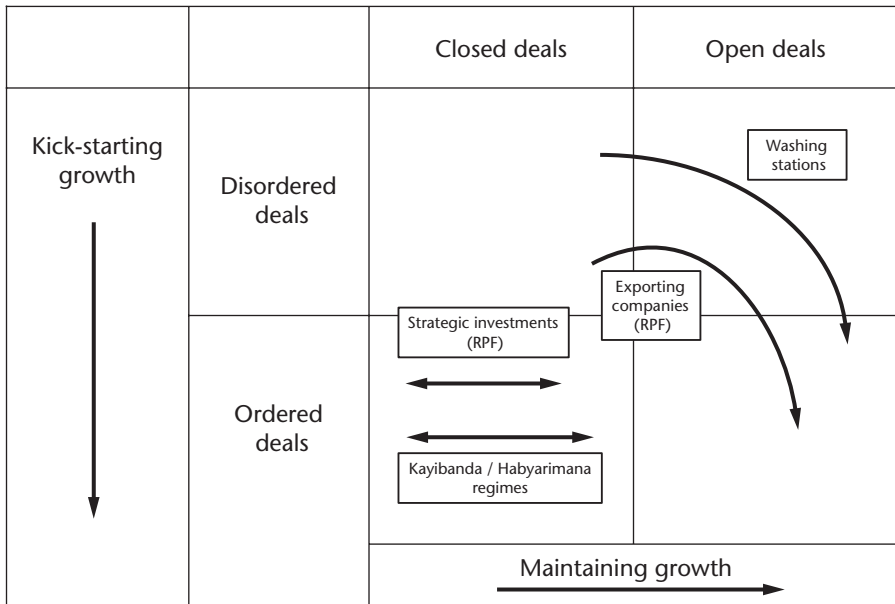 Closed deals
Open deals
Kick-starting
growth
Disordered
deals
Washing
stations
Exporting
companies
(RPF)
Strategic investments
(RPF)
Ordered
deals
Kayibanda / Habyarimana
regimes
Maintaining growth